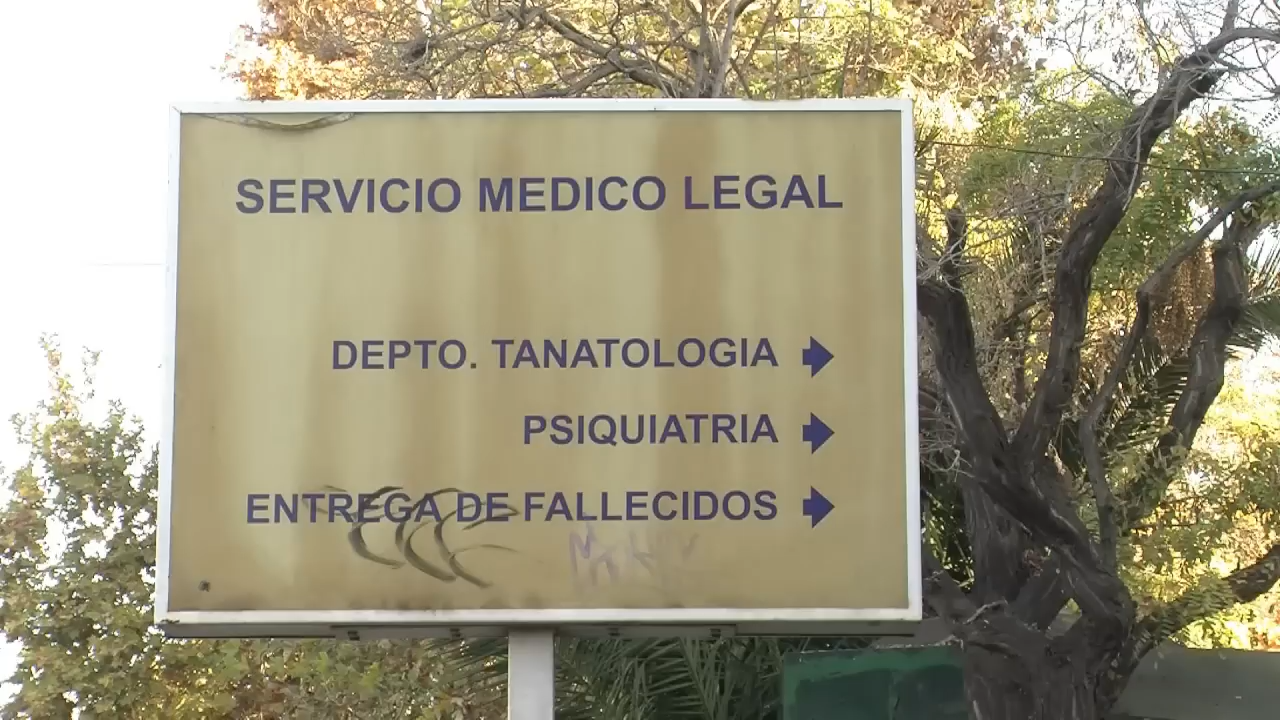 SERVICIO MEDICO LEGAL
DEPTO. TANATOLOGIA
PSIQUIATRIA
ENTREGA DE FALLECIDOS